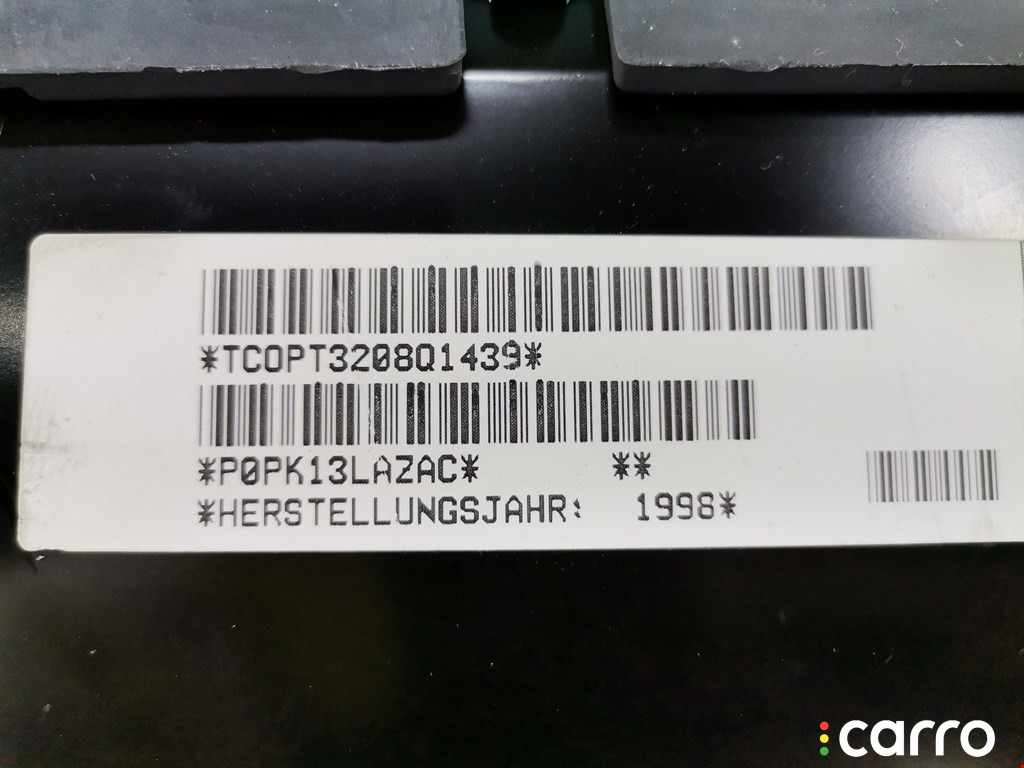 *TCOPT3208Q1439*
*P0PK13LAZAC* **
*HERSTELLUNGSJAHR: 1998*
carro